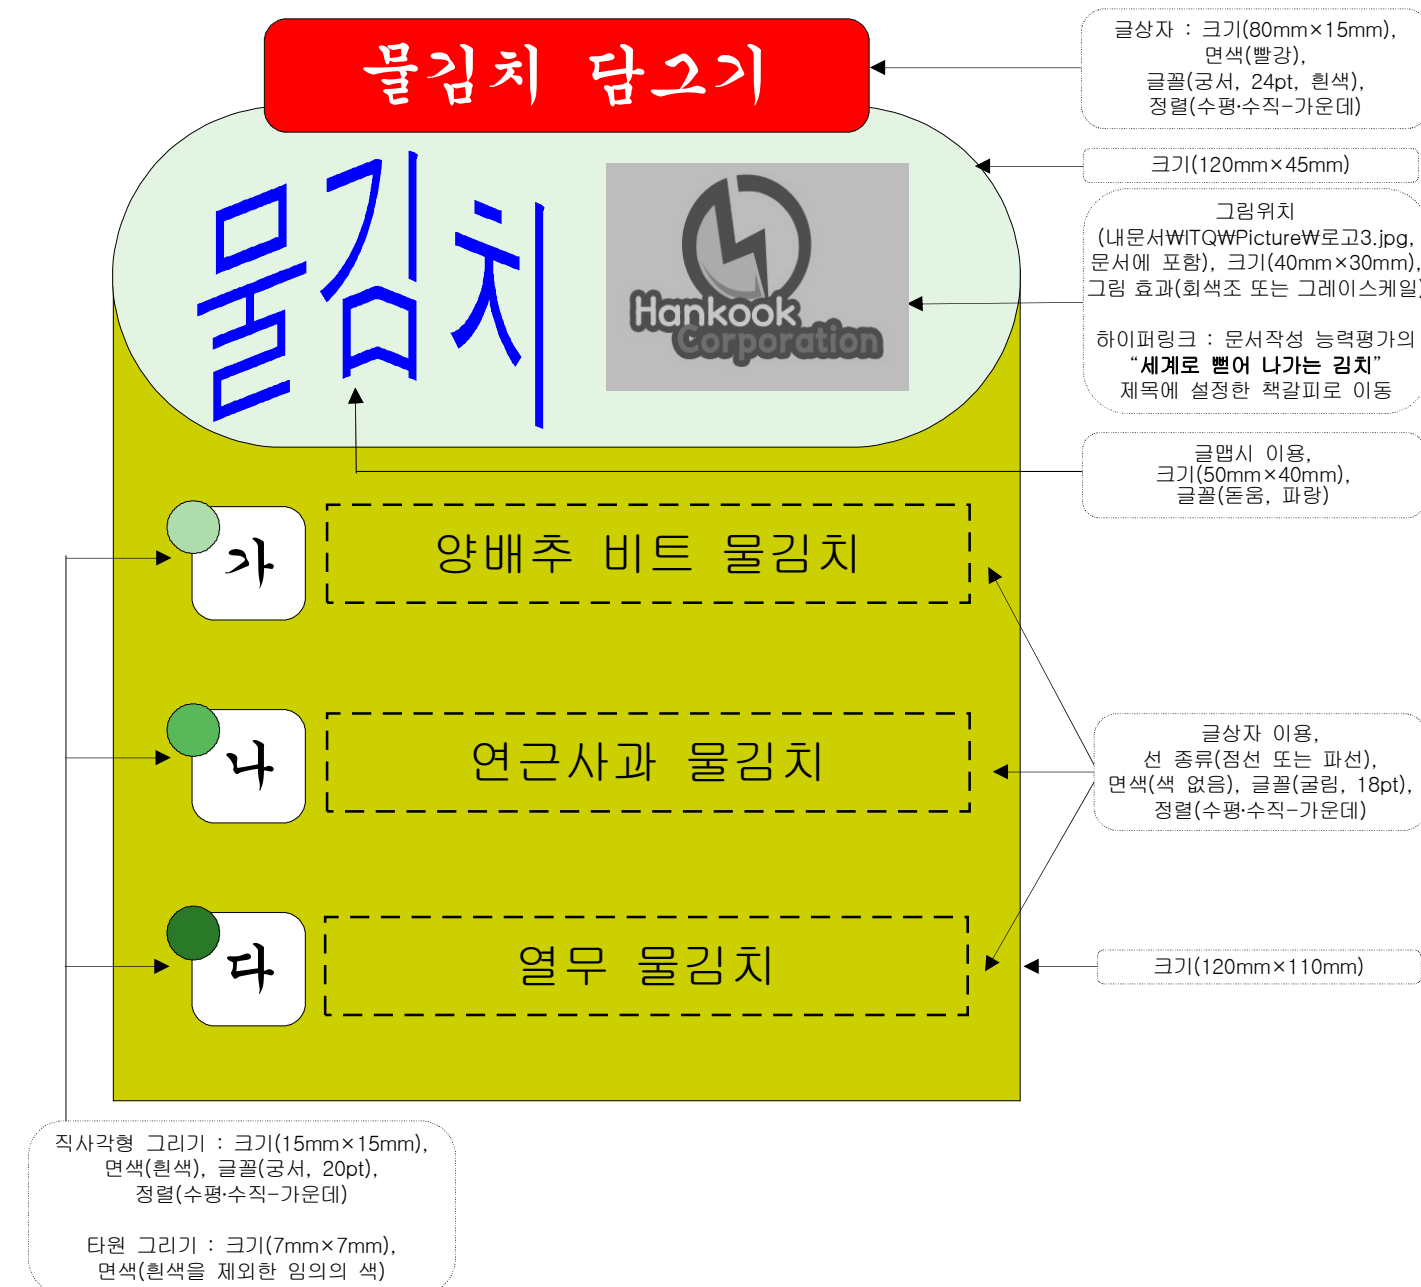 물김치 담그기
글상자 : 크기(80mm×15mm),
면색(빨강),
글꼴(궁서, 24pt, 흰색),
정렬(수평·수직-가운데)
크기(120mm×45mm)
물김치
Hankook
Corporation
그림위치
(내문서₩ITQ₩Picture₩로고3.jpg,
문서에 포함), 크기(40mm×30mm),
그림 효과(회색조 또는 그레이스케일)
하이퍼링크 : 문서작성 능력평가의
“세계로 뻗어 나가는 김치”
제목에 설정한 책갈피로 이동
글맵시 이용,
크기(50mm×40mm),
글꼴(돋움, 파랑)
가
양배추 비트 물김치
나
연근사과 물김치
글상자 이용,
선 종류(점선 또는 파선),
면색(색 없음), 글꼴(굴림, 18pt),
정렬(수평·수직-가운데)
다
열무 물김치
크기(120mm×110mm)
직사각형 그리기 : 크기(15mm×15mm),
면색(흰색), 글꼴(궁서, 20pt),
정렬(수평·수직-가운데)
타원 그리기 : 크기(7mm×7mm),
면색(흰색을 제외한 임의의 색)